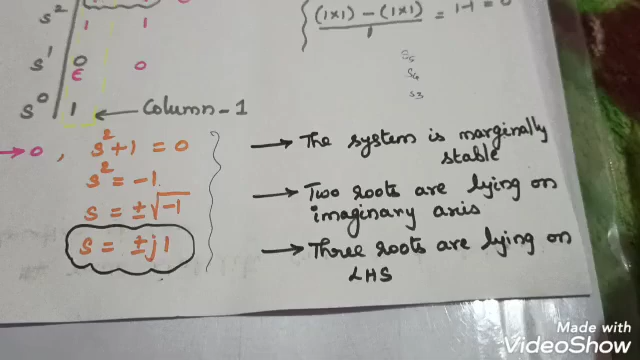 s² 1 1
(1×1) – (1×1) / 1 = 1-1 = 0
s¹ 0 0
ε
s⁰ 1 ← Column-1
s5
s4
s3
→ 0 , s² + 1 = 0
s² = -1
s = ±√-1
s = ±j1
→ The system is marginally
stable
→ Two roots are lying on
imaginary axis
→ Three roots are lying on
LHS
Made with
VideoShow